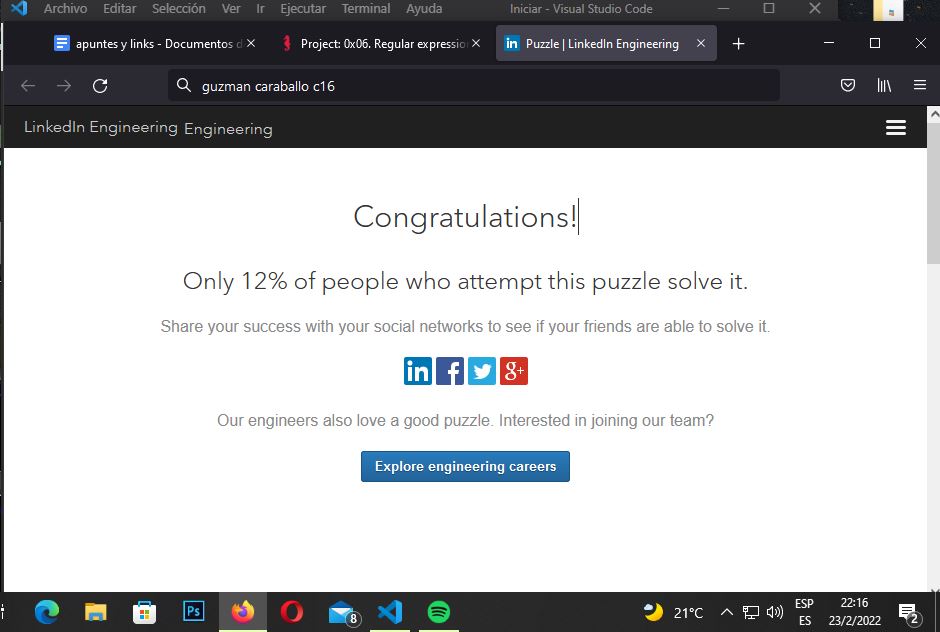 Archivo Editar Selección Ver Ir Ejecutar Terminal Ayuda Iniciar - Visual Studio Code
apuntes y links - Documentos d Project: 0x06. Regular expression Puzzle | LinkedIn Engineering
guzman caraballo c16
LinkedIn Engineering Engineering
Congratulations!
Only 12% of people who attempt this puzzle solve it.
Share your success with your social networks to see if your friends are able to solve it.
in f g+
Our engineers also love a good puzzle. Interested in joining our team?
Explore engineering careers
Ps 8 21°C ESP 22:16 2
ES 23/2/2022